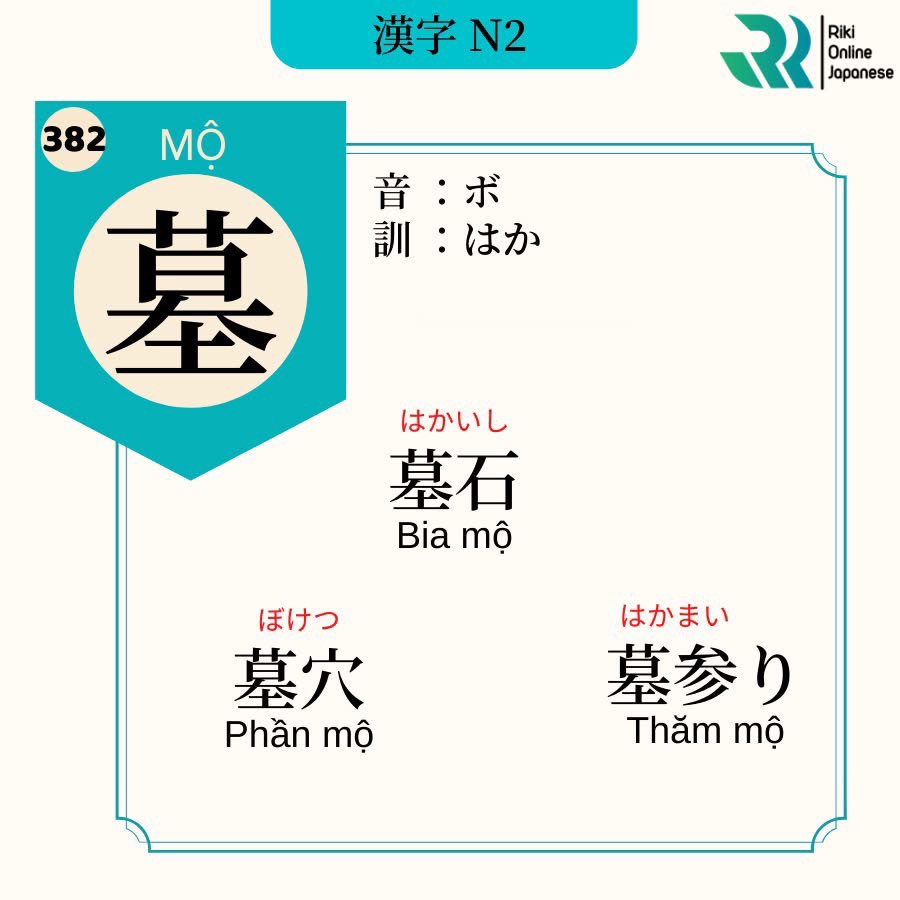 漢字 N2
Riki
Online
Japanese
382
MỘ
墓
音 : ボ
訓 : はか
はかいし
墓石
Bia mộ
ぼけつ
墓穴
Phần mộ
はかまい
墓参り
Thăm mộ